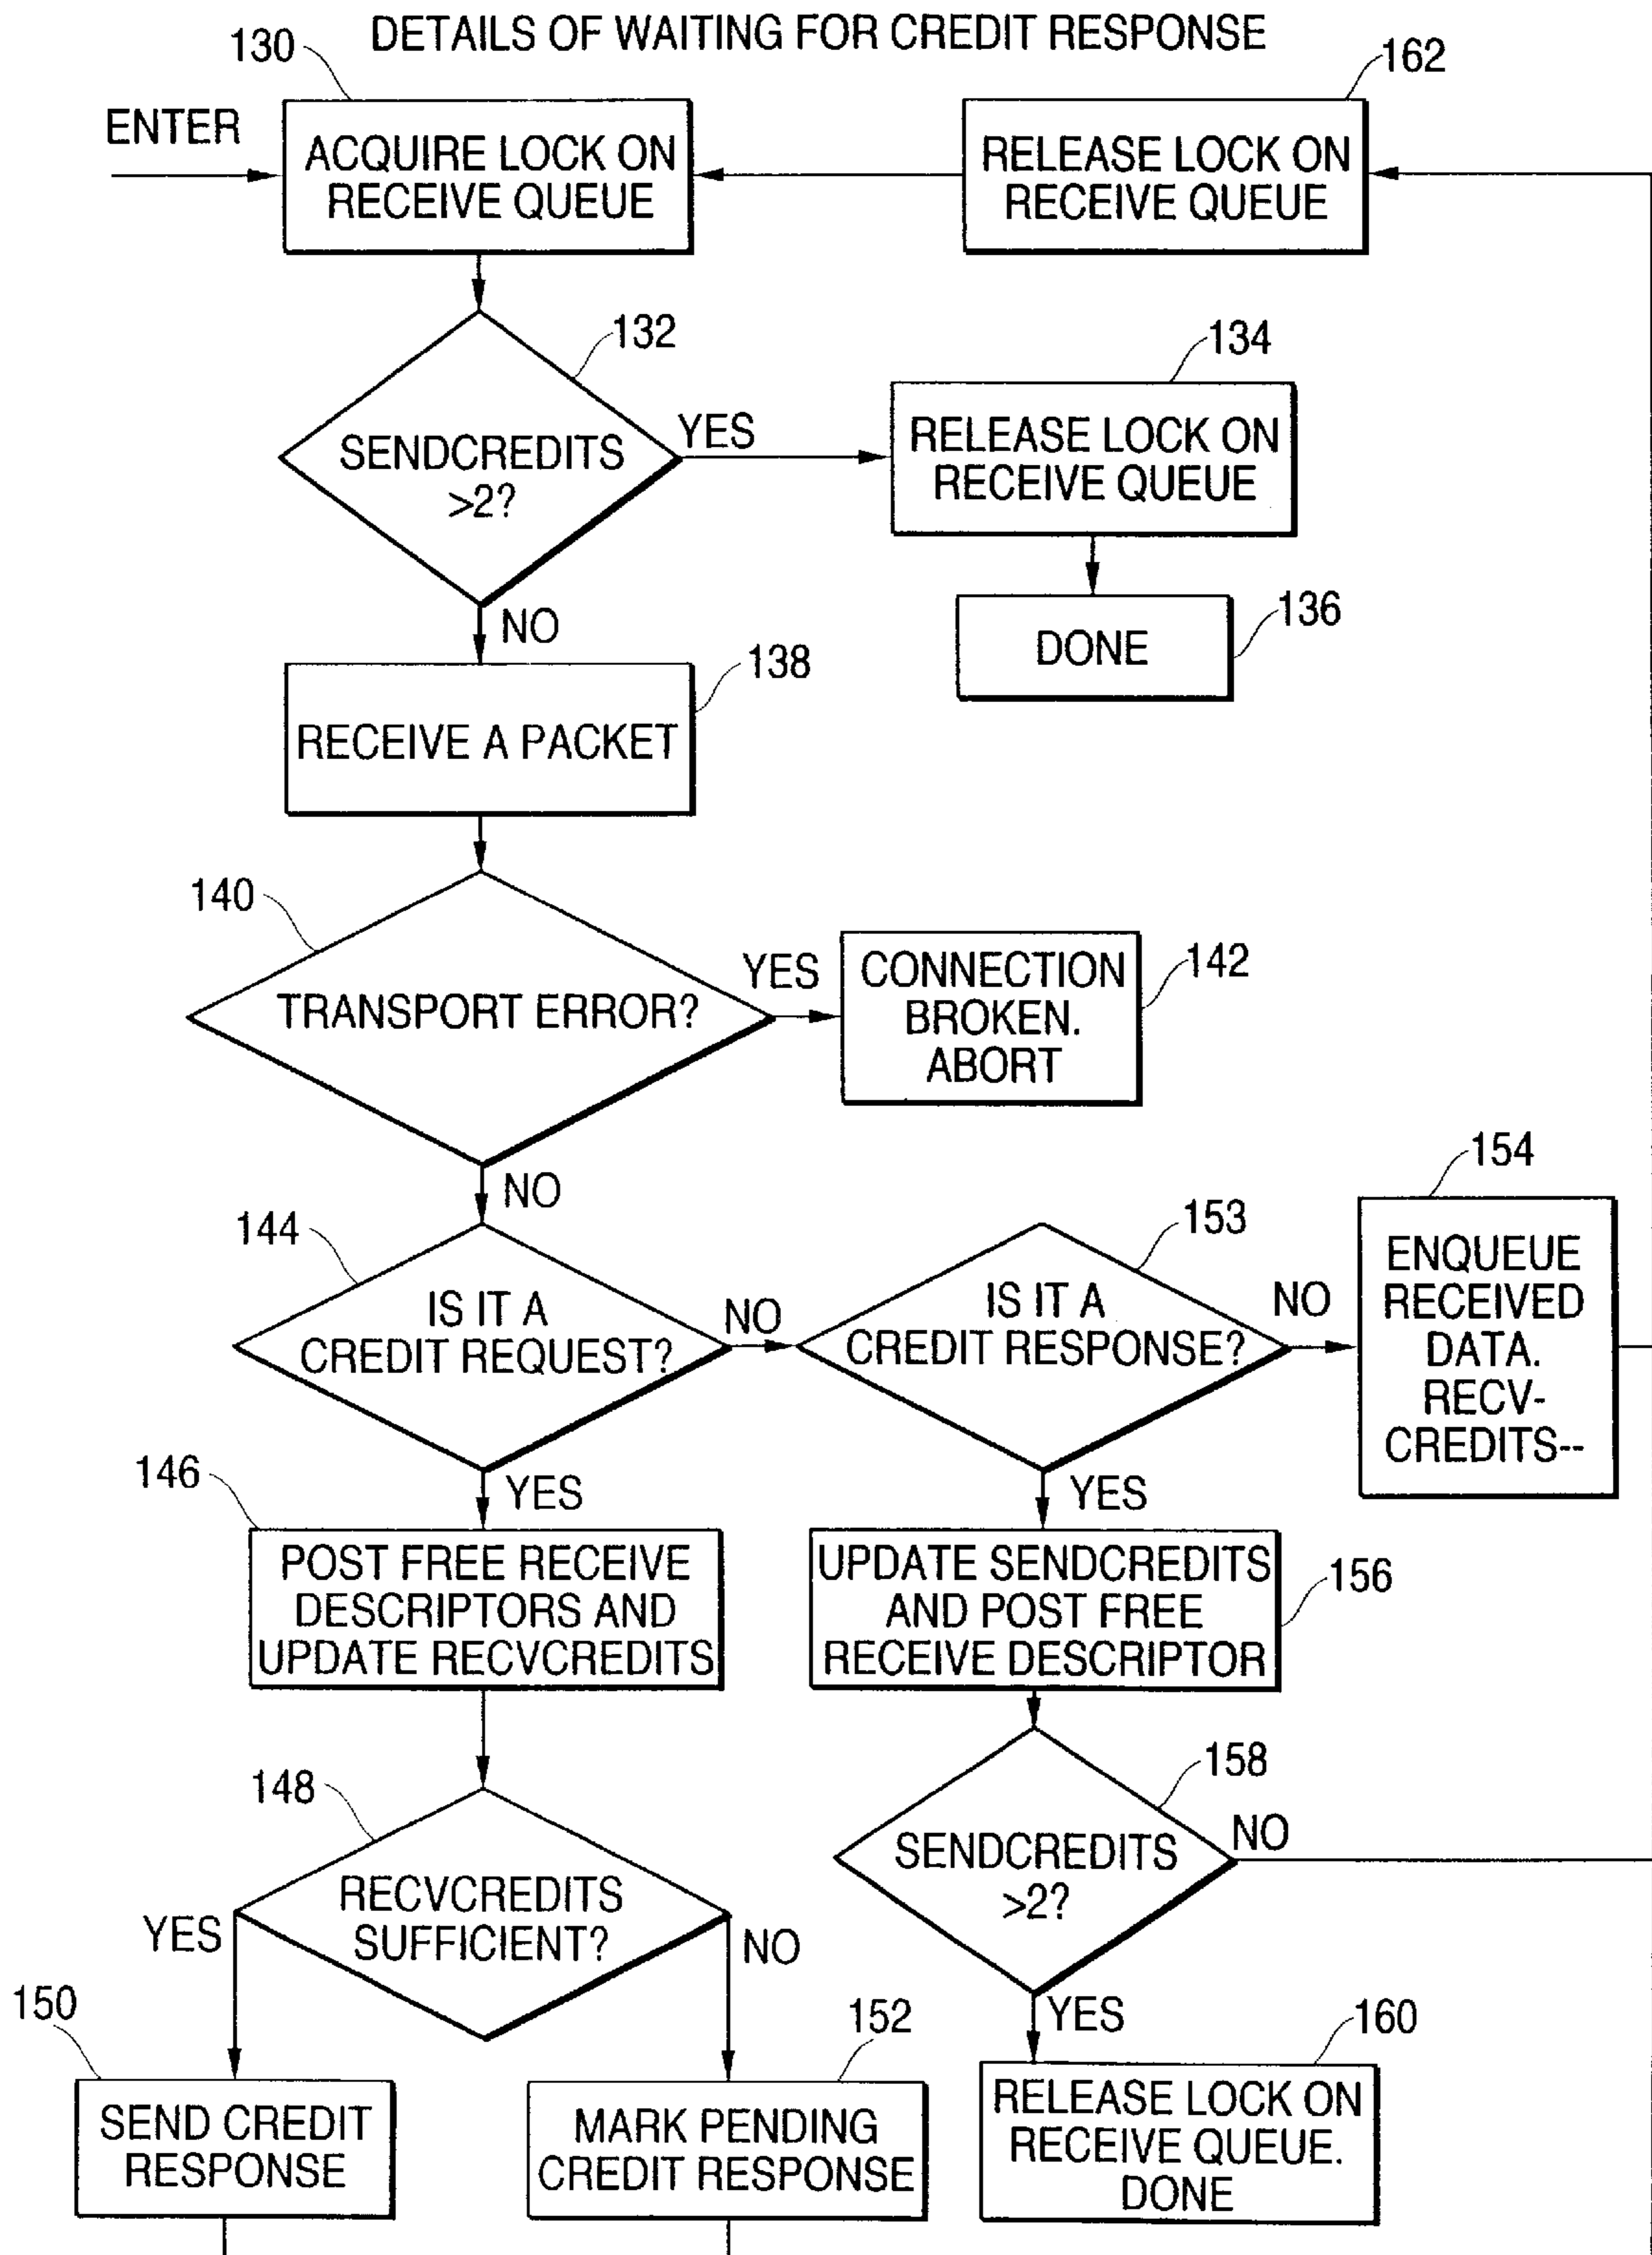 DETAILS OF WAITING FOR CREDIT RESPONSE
130
162
ENTER
ACQUIRE LOCK ON
RECEIVE QUEUE
RELEASE LOCK ON
RECEIVE QUEUE
132
SENDCREDITS
>2?
YES
134
RELEASE LOCK ON
RECEIVE QUEUE
NO
136
DONE
138
RECEIVE A PACKET
140
TRANSPORT ERROR?
YES
142
CONNECTION
BROKEN.
ABORT
NO
144
IS IT A
CREDIT REQUEST?
NO
153
IS IT A
CREDIT RESPONSE?
NO
154
ENQUEUE
RECEIVED
DATA.
RECV-
CREDITS--
146
YES
POST FREE RECEIVE
DESCRIPTORS AND
UPDATE RECVCREDITS
YES
156
UPDATE SENDCREDITS
AND POST FREE
RECEIVE DESCRIPTOR
148
RECVCREDITS
SUFFICIENT?
YES
NO
158
SENDCREDITS
>2?
NO
YES
150
SEND CREDIT
RESPONSE
152
MARK PENDING
CREDIT RESPONSE
160
RELEASE LOCK ON
RECEIVE QUEUE.
DONE